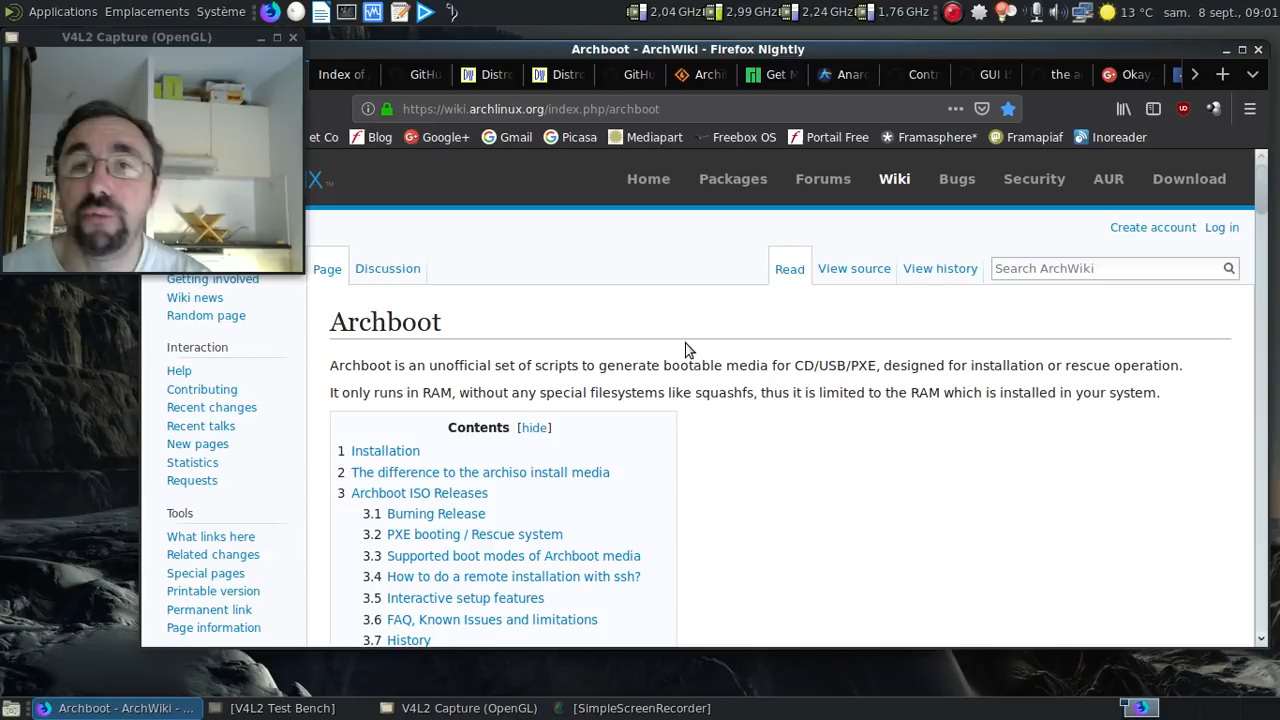 Applications Emplacements Système
2,04 GHz 2,99 GHz 2,24 GHz 1,76 GHz 13 °C sam. 8 sept., 09:01
V4L2 Capture (OpenGL)
Archboot - ArchWiki - Firefox Nightly
Index of GitHu Distro Distro GitHu Archi Get M Anarc Contr GUI I the a Okay.
https://wiki.archlinux.org/index.php/archboot
et Co Blog Google+ Gmail Picasa Mediapart Freebox OS Portail Free Framasphère* Framapiaf Inoreader
Home Packages Forums Wiki Bugs Security AUR Download
Create account Log in
Page Discussion Read View source View history Search ArchWiki
Getting involved
Wiki news
Random page
Interaction
Help
Contributing
Recent changes
Recent talks
New pages
Statistics
Requests
Tools
What links here
Related changes
Special pages
Printable version
Permanent link
Page information
Archboot
Archboot is an unofficial set of scripts to generate bootable media for CD/USB/PXE, designed for installation or rescue operation.
It only runs in RAM, without any special filesystems like squashfs, thus it is limited to the RAM which is installed in your system.
Contents [hide]
1 Installation
2 The difference to the archiso install media
3 Archboot ISO Releases
3.1 Burning Release
3.2 PXE booting / Rescue system
3.3 Supported boot modes of Archboot media
3.4 How to do a remote installation with ssh?
3.5 Interactive setup features
3.6 FAQ, Known Issues and limitations
3.7 History
Archboot - ArchWiki - ... [V4L2 Test Bench] V4L2 Capture (OpenGL) [SimpleScreenRecorder]